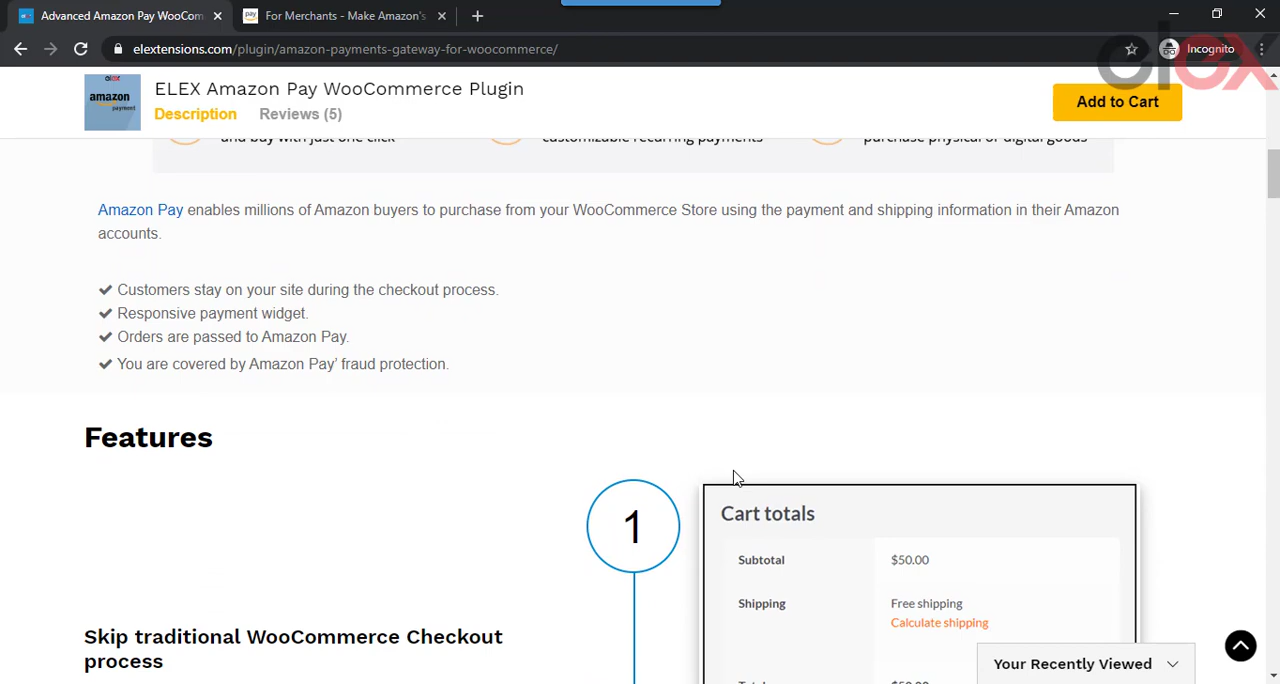 Advanced Amazon Pay WooCom
For Merchants - Make Amazon's
elextensions.com/plugin/amazon-payments-gateway-for-woocommerce/
Incognito
elex
elex
amazon
payment
ELEX Amazon Pay WooCommerce Plugin
Description
Reviews (5)
Add to Cart
and buy with just one click
customizable recurring payments
purchase physical or digital goods
Amazon Pay enables millions of Amazon buyers to purchase from your WooCommerce Store using the payment and shipping information in their Amazon
accounts.
Customers stay on your site during the checkout process.
Responsive payment widget.
Orders are passed to Amazon Pay.
You are covered by Amazon Pay’ fraud protection.
Features
1
Cart totals
Subtotal
$50.00
Shipping
Free shipping
Calculate shipping
Skip traditional WooCommerce Checkout
process
Total
$50.00
Your Recently Viewed